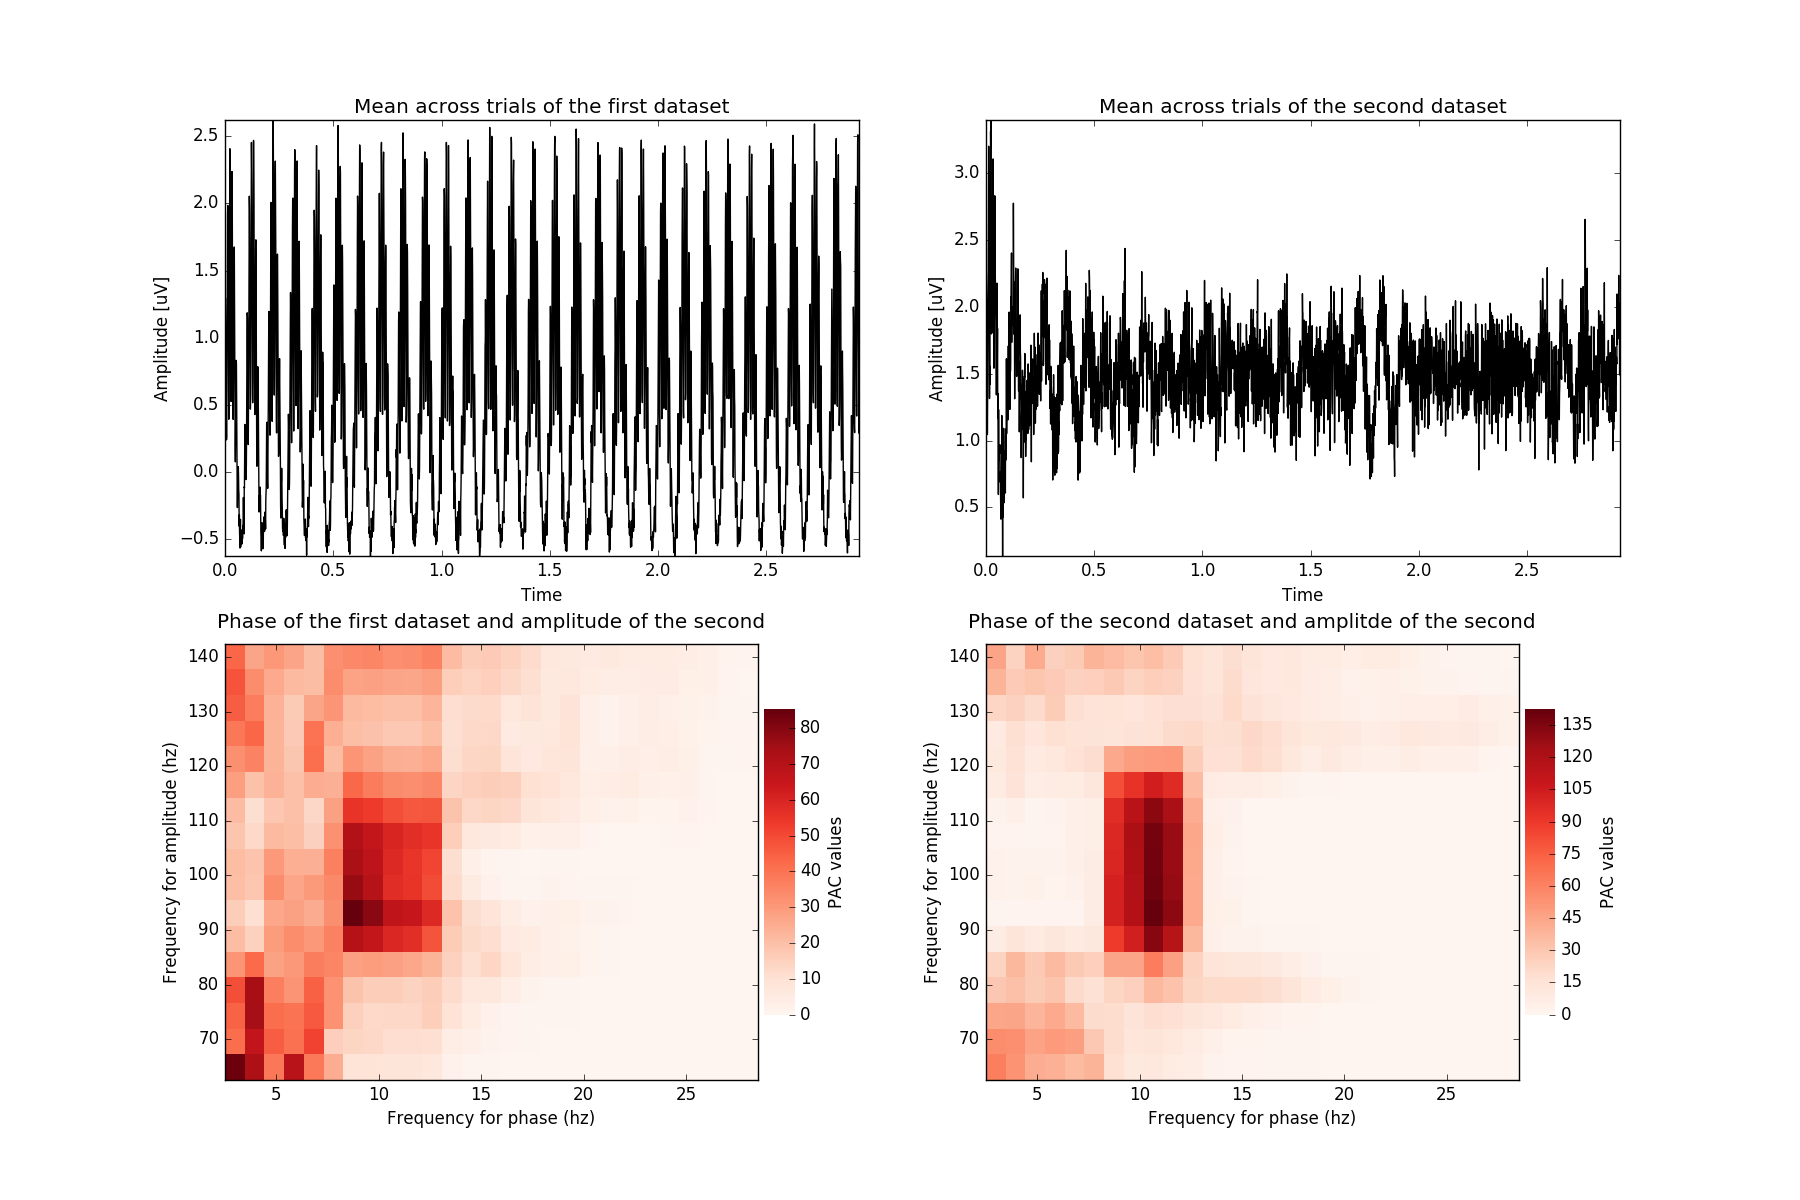 Mean across trials of the first dataset
Amplitude [uV]
2.5
2.0
1.5
1.0
0.5
0.0
−0.5
0.0 0.5 1.0 1.5 2.0 2.5
Time
Mean across trials of the second dataset
Amplitude [uV]
3.0
2.5
2.0
1.5
1.0
0.5
0.0 0.5 1.0 1.5 2.0 2.5
Time
Phase of the first dataset and amplitude of the second
Frequency for amplitude (hz)
140
130
120
110
100
90
80
70
5 10 15 20 25
Frequency for phase (hz)
80
70
60
50
40
30
20
10
0
PAC values
Phase of the second dataset and amplitde of the second
Frequency for amplitude (hz)
140
130
120
110
100
90
80
70
5 10 15 20 25
Frequency for phase (hz)
135
120
105
90
75
60
45
30
15
0
PAC values